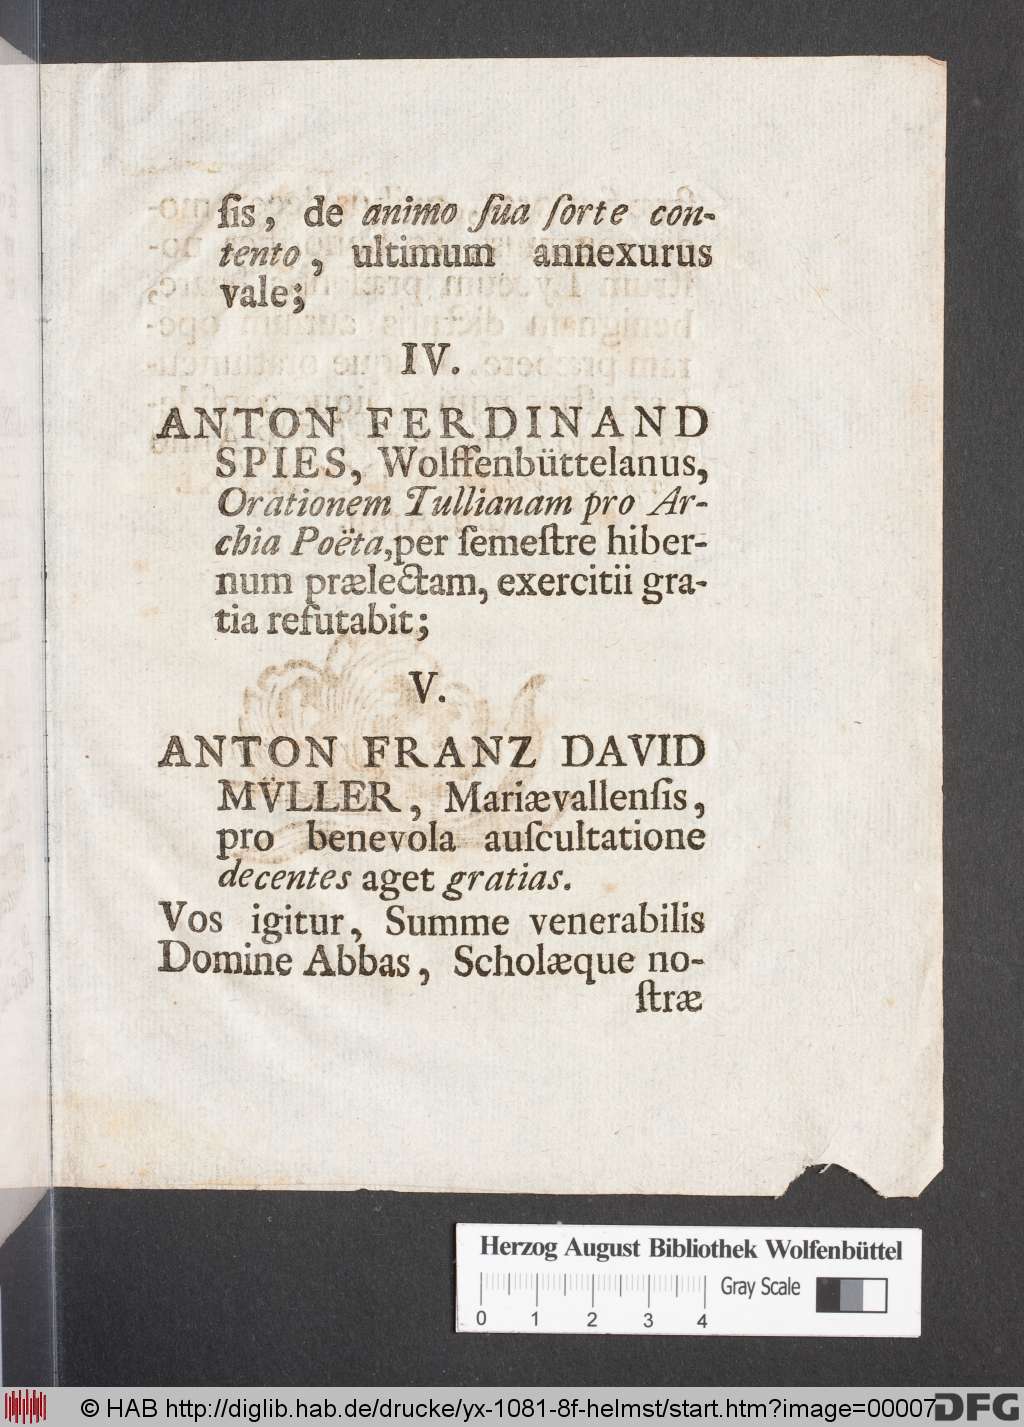 ſis, de animo ſua ſorte con-
tento, ultimum annexurus
vale;
IV.
ANTON FERDINAND
SPIES, Wolffenbüttelanus,
Orationem Tullianam pro Ar-
chia Poëta, per ſemeſtre hiber-
num prælectam, exercitii gra-
tia refutabit;
V.
ANTON FRANZ DAVID
MÜLLER, Mariævallenſis,
pro benevola auſcultatione
decentes aget gratias.
Vos igitur, Summe venerabilis
Domine Abbas, Scholæque no-
ſtræ
Herzog August Bibliothek Wolfenbüttel
Gray Scale
0 1 2 3 4
© HAB http://diglib.hab.de/drucke/yx-1081-8f-helmst/start.htm?image=00007
DFG